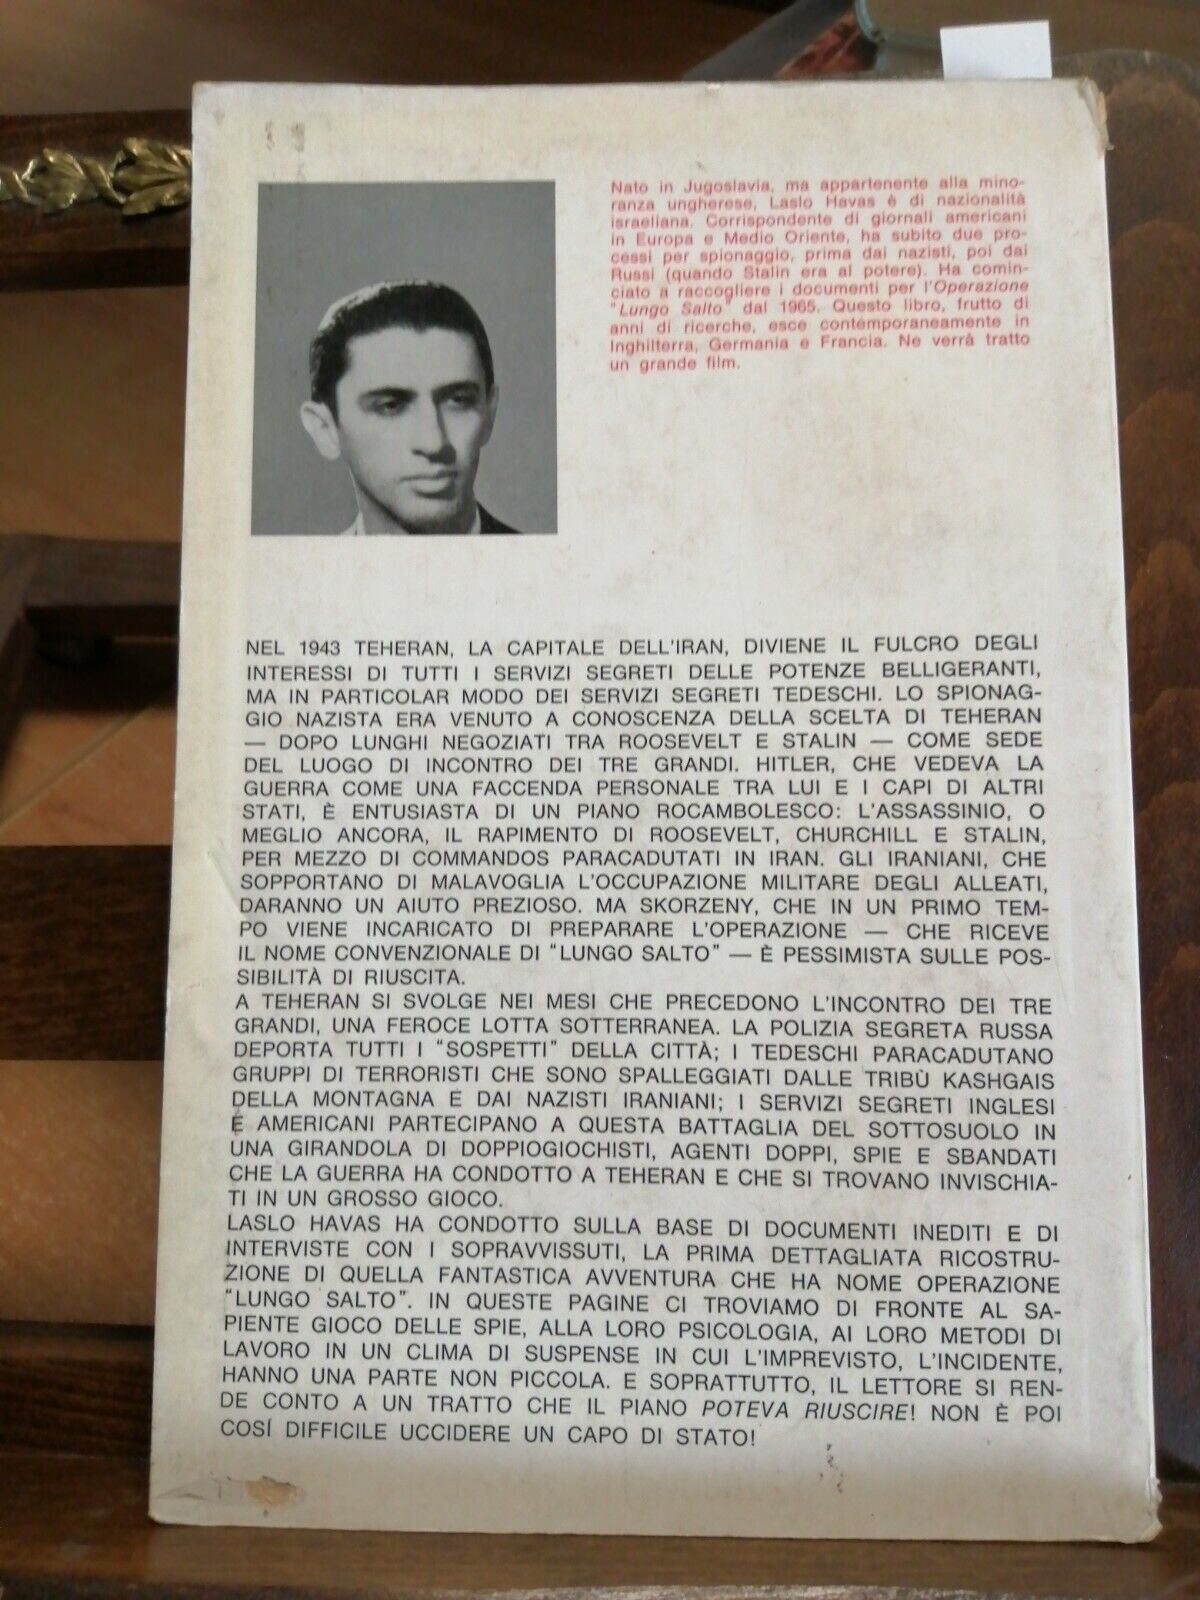 Nato in Jugoslavia, ma appartenente alla mino-
ranza ungherese, Laslo Havas è di nazionalità
israeliana. Corrispondente di giornali americani
in Europa e Medio Oriente, ha subito due pro-
cessi per spionaggio, prima dai nazisti, poi dai
Russi (quando Stalin era al potere). Ha comin-
ciato a raccogliere i documenti per l'Operazione
"Lungo Salto" dal 1965. Questo libro, frutto di
anni di ricerche, esce contemporaneamente in
Inghilterra, Germania e Francia. Ne verrà tratto
un grande film.
NEL 1943 TEHERAN, LA CAPITALE DELL'IRAN, DIVIENE IL FULCRO DEGLI
INTERESSI DI TUTTI I SERVIZI SEGRETI DELLE POTENZE BELLIGERANTI,
MA IN PARTICOLAR MODO DEI SERVIZI SEGRETI TEDESCHI. LO SPIONAG-
GIO NAZISTA ERA VENUTO A CONOSCENZA DELLA SCELTA DI TEHERAN
— DOPO LUNGHI NEGOZIATI TRA ROOSEVELT E STALIN — COME SEDE
DEL LUOGO DI INCONTRO DEI TRE GRANDI. HITLER, CHE VEDEVA LA
GUERRA COME UNA FACCENDA PERSONALE TRA LUI E I CAPI DI ALTRI
STATI, È ENTUSIASTA DI UN PIANO ROCAMBOLESCO: L'ASSASSINIO, O
MEGLIO ANCORA, IL RAPIMENTO DI ROOSEVELT, CHURCHILL E STALIN,
PER MEZZO DI COMMANDOS PARACADUTATI IN IRAN. GLI IRANIANI, CHE
SOPPORTANO DI MALAVOGLIA L'OCCUPAZIONE MILITARE DEGLI ALLEATI,
DARANNO UN AIUTO PREZIOSO. MA SKORZENY, CHE IN UN PRIMO TEM-
PO VIENE INCARICATO DI PREPARARE L'OPERAZIONE — CHE RICEVE
IL NOME CONVENZIONALE DI "LUNGO SALTO" — È PESSIMISTA SULLE POS-
SIBILITÀ DI RIUSCITA.
A TEHERAN SI SVOLGE NEI MESI CHE PRECEDONO L'INCONTRO DEI TRE
GRANDI, UNA FEROCE LOTTA SOTTERRANEA. LA POLIZIA SEGRETA RUSSA
DEPORTA TUTTI I "SOSPETTI" DELLA CITTÀ; I TEDESCHI PARACADUTANO
GRUPPI DI TERRORISTI CHE SONO SPALLEGGIATI DALLE TRIBÙ KASHGAIS
DELLA MONTAGNA E DAI NAZISTI IRANIANI; I SERVIZI SEGRETI INGLESI
E AMERICANI PARTECIPANO A QUESTA BATTAGLIA DEL SOTTOSUOLO IN
UNA GIRANDOLA DI DOPPIOGIOCHISTI, AGENTI DOPPI, SPIE E SBANDATI
CHE LA GUERRA HA CONDOTTO A TEHERAN E CHE SI TROVANO INVISCHIA-
TI IN UN GROSSO GIOCO.
LASLO HAVAS HA CONDOTTO SULLA BASE DI DOCUMENTI INEDITI E DI
INTERVISTE CON I SOPRAVVISSUTI, LA PRIMA DETTAGLIATA RICOSTRU-
ZIONE DI QUELLA FANTASTICA AVVENTURA CHE HA NOME OPERAZIONE
"LUNGO SALTO". IN QUESTE PAGINE CI TROVIAMO DI FRONTE AL SA-
PIENTE GIOCO DELLE SPIE, ALLA LORO PSICOLOGIA, AI LORO METODI DI
LAVORO IN UN CLIMA DI SUSPENSE IN CUI L'IMPREVISTO, L'INCIDENTE,
HANNO UNA PARTE NON PICCOLA. E SOPRATTUTTO, IL LETTORE SI REN-
DE CONTO A UN TRATTO CHE IL PIANO POTEVA RIUSCIRE! NON È POI
COSÍ DIFFICILE UCCIDERE UN CAPO DI STATO!